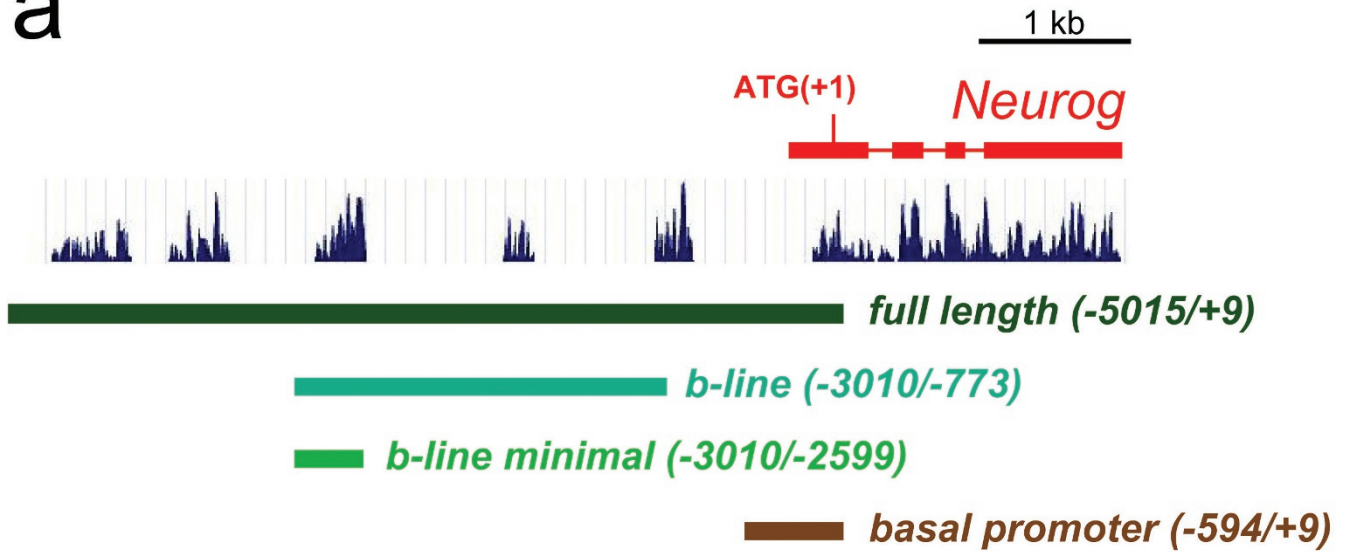 a
1 kb
ATG(+1)
Neurog
full length (-5015/+9)
b-line (-3010/-773)
b-line minimal (-3010/-2599)
basal promoter (-594/+9)